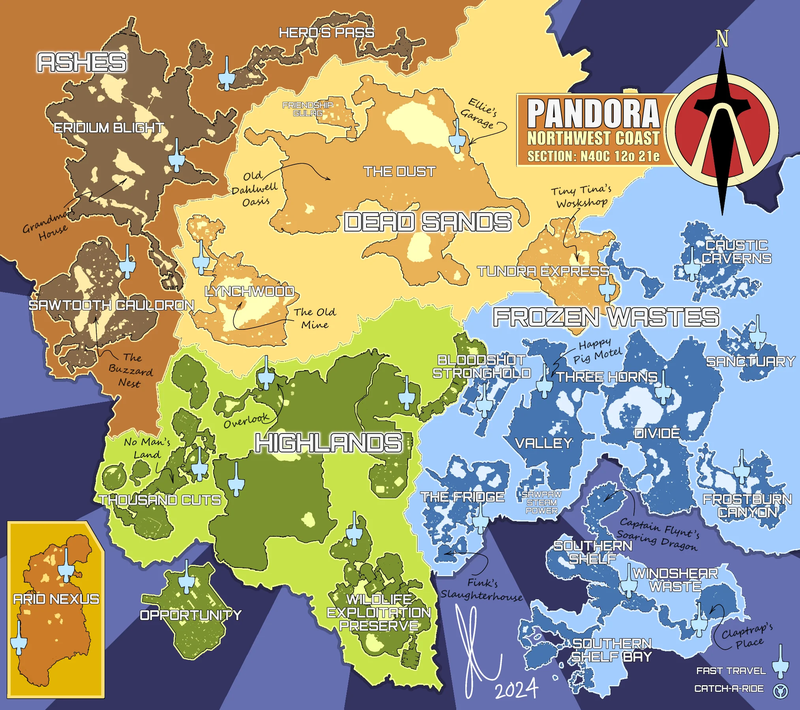 HERO'S PASS
N
ASHES
FRIENDSHIP
GULAG
Ellie's
Garage
PANDORA
NORTHWEST COAST
SECTION: N40C 12o 21e
ERIDIUM BLIGHT
THE DUST
Old
Dahlwell
Oasis
Tiny Tina's
Woskshop
Grandma
House
DEAD SANDS
CAUSTIC
CAVERNS
TUNDRA EXPRESS
LYNCHWOOD
SAWTOOTH CAULDRON
The Old
Mine
FROZEN WASTES
The
Buzzard
Nest
BLOODSHOT
STRONGHOLD
Happy
Pig Motel
SANCTUARY
THREE HORNS
Overlook
HIGHLANDS
VALLEY
DIVIDE
No Man's
Land
THOUSAND CUTS
THE FRIDGE
SAWPAW
STEAM
POWER
FROSTBURN
CANYON
Captain Flynt's
Soaring Dragon
SOUTHERN
SHELF
WINDSHEAR
WASTE
Fink's
Slaughterhouse
ARID NEXUS
OPPORTUNITY
WILDLIFE
EXPLOITATION
PRESERVE
Claptrap's
Place
SOUTHERN
SHELF BAY
2024
FAST TRAVEL
CATCH-A-RIDE